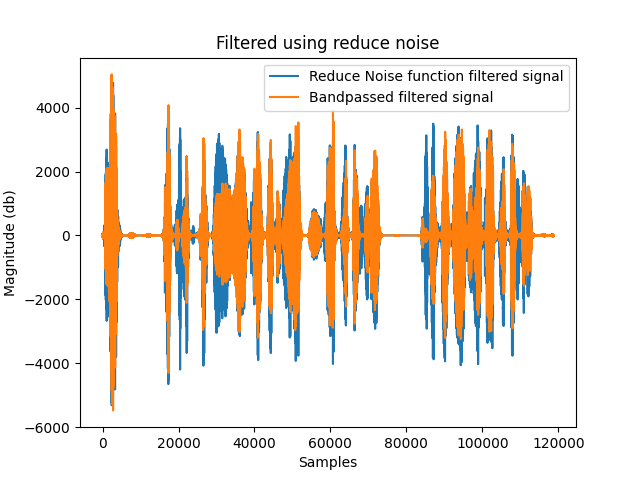 Filtered using reduce noise
Reduce Noise function filtered signal
Bandpassed filtered signal
Magnitude (db)
4000
2000
0
−2000
−4000
−6000
0 20000 40000 60000 80000 100000 120000
Samples